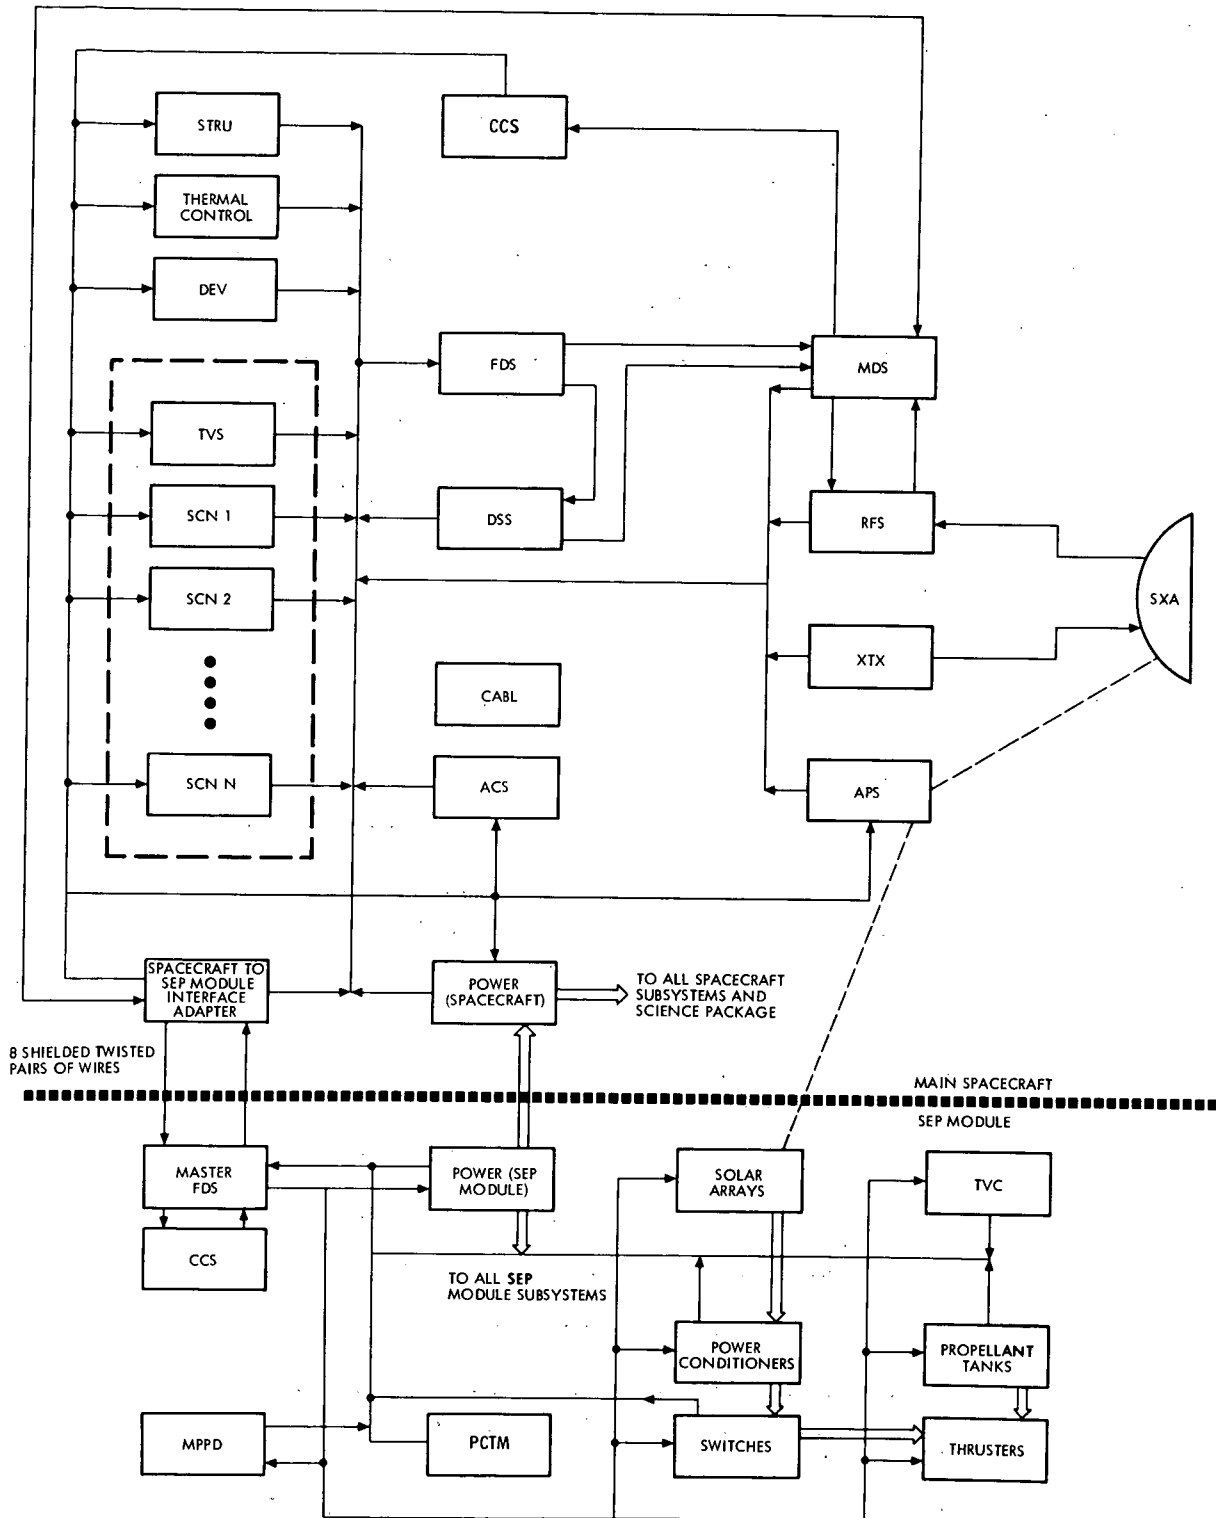 STRU
CCS
THERMAL
CONTROL
DEV
FDS
MDS
TVS
SCN 1
DSS
RFS
SCN 2
SXA
XTX
CABL
SCN N
ACS
APS
SPACECRAFT TO
SEP MODULE
INTERFACE
ADAPTER
POWER
(SPACECRAFT)
TO ALL SPACECRAFT
SUBSYSTEMS AND
SCIENCE PACKAGE
8 SHIELDED TWISTED
PAIRS OF WIRES
MAIN SPACECRAFT
SEP MODULE
MASTER
FDS
POWER (SEP
MODULE)
SOLAR
ARRAYS
TVC
CCS
TO ALL SEP
MODULE SUBSYSTEMS
POWER
CONDITIONERS
PROPELLANT
TANKS
MPPD
PCTM
SWITCHES
THRUSTERS